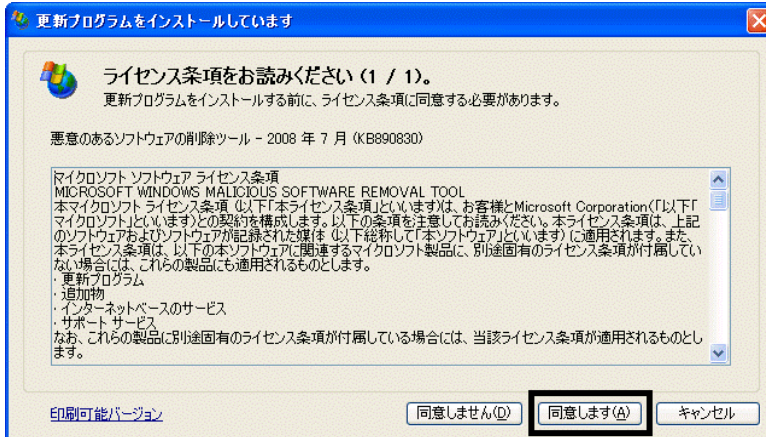 更新プログラムをインストールしています
ライセンス条項をお読みください (1 / 1)。
更新プログラムをインストールする前に、ライセンス条項に同意する必要があります。
悪意のあるソフトウェアの削除ツール - 2008 年 7 月 (KB890830)
マイクロソフト ソフトウェア ライセンス条項
MICROSOFT WINDOWS MALICIOUS SOFTWARE REMOVAL TOOL
本マイクロソフト ライセンス条項 (以下「本ライセンス条項」といいます)は、お客様とMicrosoft Corporation(「以下「
マイクロソフト」といいます)との契約を構成します。以下の条項を注意してお読みください。本ライセンス条項は、上記
のソフトウェアおよびソフトウェアが記録された媒体 (以下総称して「本ソフトウェア」といいます) に適用されます。また、
本ライセンス条項は、以下の本ソフトウェアに関連するマイクロソフト製品に、別途固有のライセンス条項が付属してい
ない場合には、これらの製品にも適用されるものとします。
・更新プログラム
・追加物
・インターネットベースのサービス
・サポート サービス
なお、これらの製品に別途固有のライセンス条項が付属している場合には、当該ライセンス条項が適用されるものとし
ます。
印刷可能バージョン
同意しません(D)
同意します(A)
キャンセル